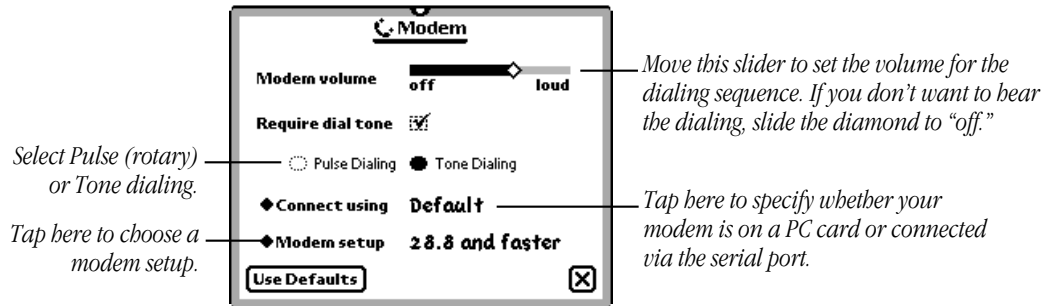 Modem
Modem volume
off loud
Move this slider to set the volume for the
dialing sequence. If you don’t want to hear
the dialing, slide the diamond to “off.”
Require dial tone
Select Pulse (rotary)
or Tone dialing.
Pulse Dialing Tone Dialing
Connect using Default
Tap here to specify whether your
modem is on a PC card or connected
via the serial port.
Tap here to choose a
modem setup.
Modem setup 28.8 and faster
Use Defaults